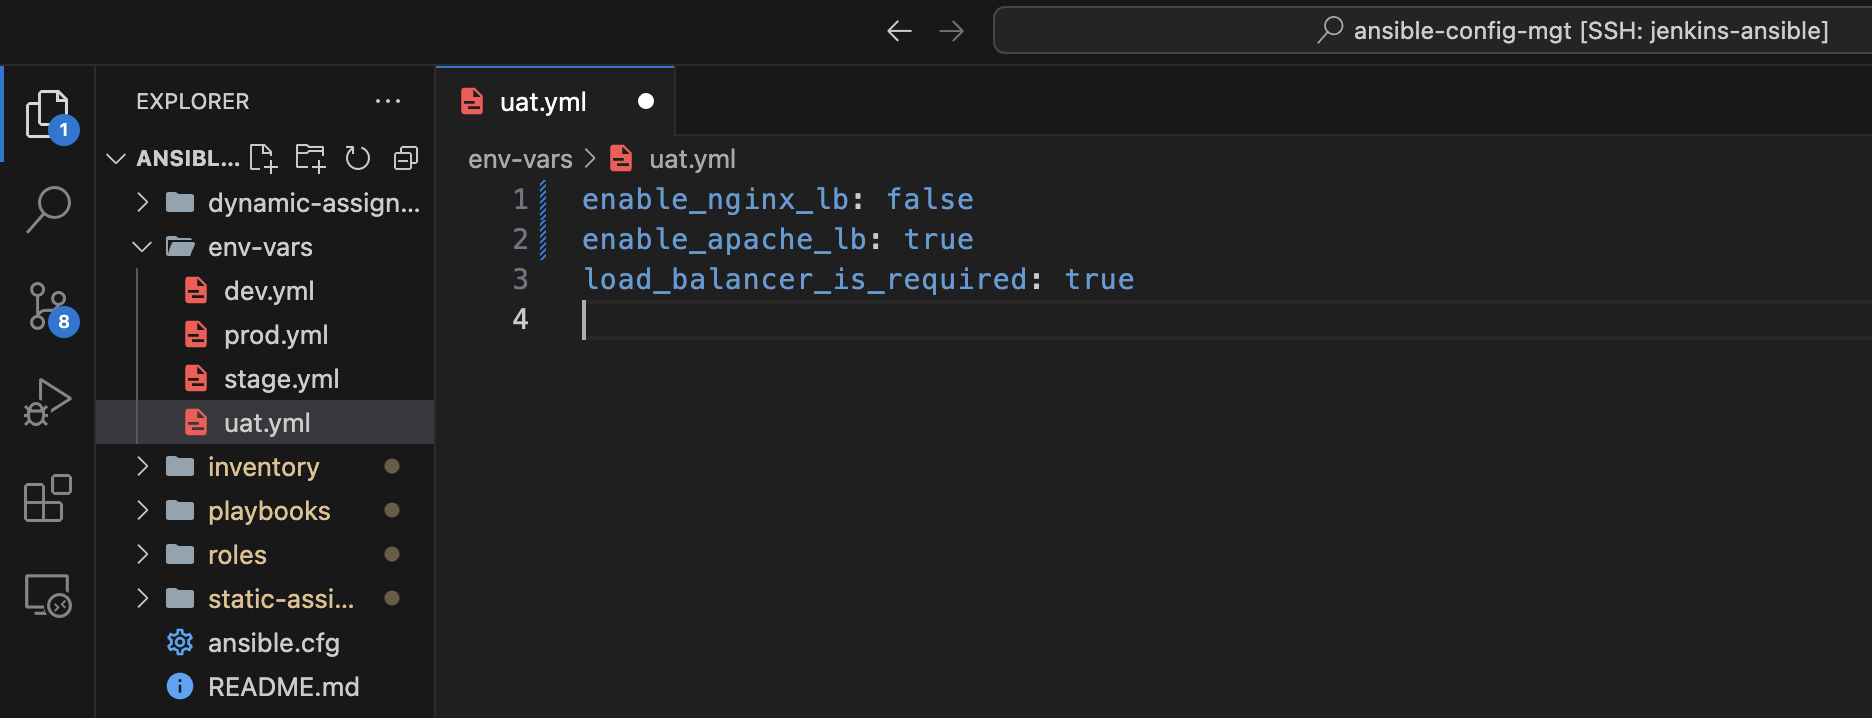 ansible-config-mgt [SSH: jenkins-ansible]
1
8
EXPLORER
ANSIBL...
dynamic-assign...
env-vars
dev.yml
prod.yml
stage.yml
uat.yml
inventory
playbooks
roles
static-assi...
ansible.cfg
README.md
uat.yml
env-vars > uat.yml
1 enable_nginx_lb: false
2 enable_apache_lb: true
3 load_balancer_is_required: true
4